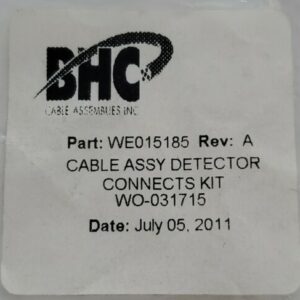 BHC
CABLE ASSEMBLIES INC
Part: WE015185 Rev: A
CABLE ASSY DETECTOR
CONNECTS KIT
WO-031715
Date: July 05, 2011